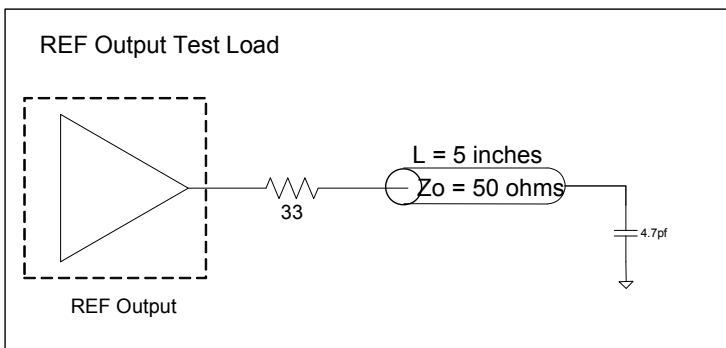 REF Output Test Load
L = 5 inches
Zo = 50 ohms
33
4.7pf
REF Output